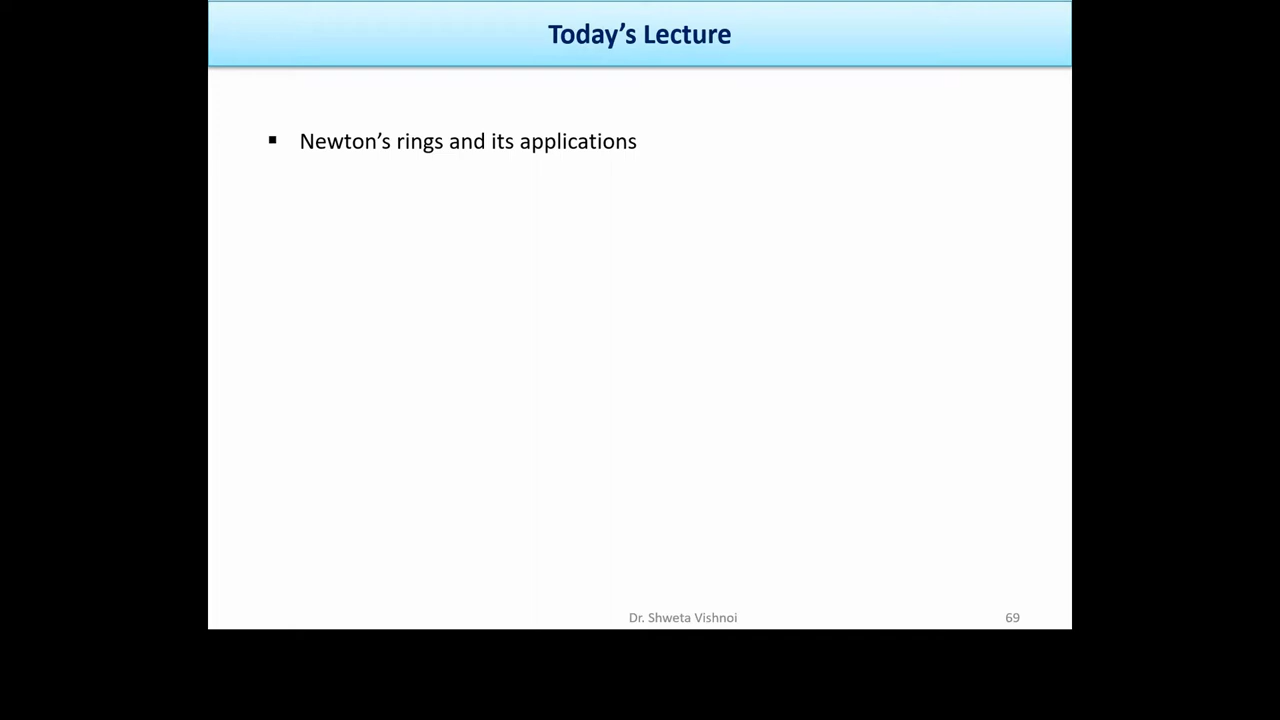 Today’s Lecture
▪ Newton’s rings and its applications
Dr. Shweta Vishnoi
69